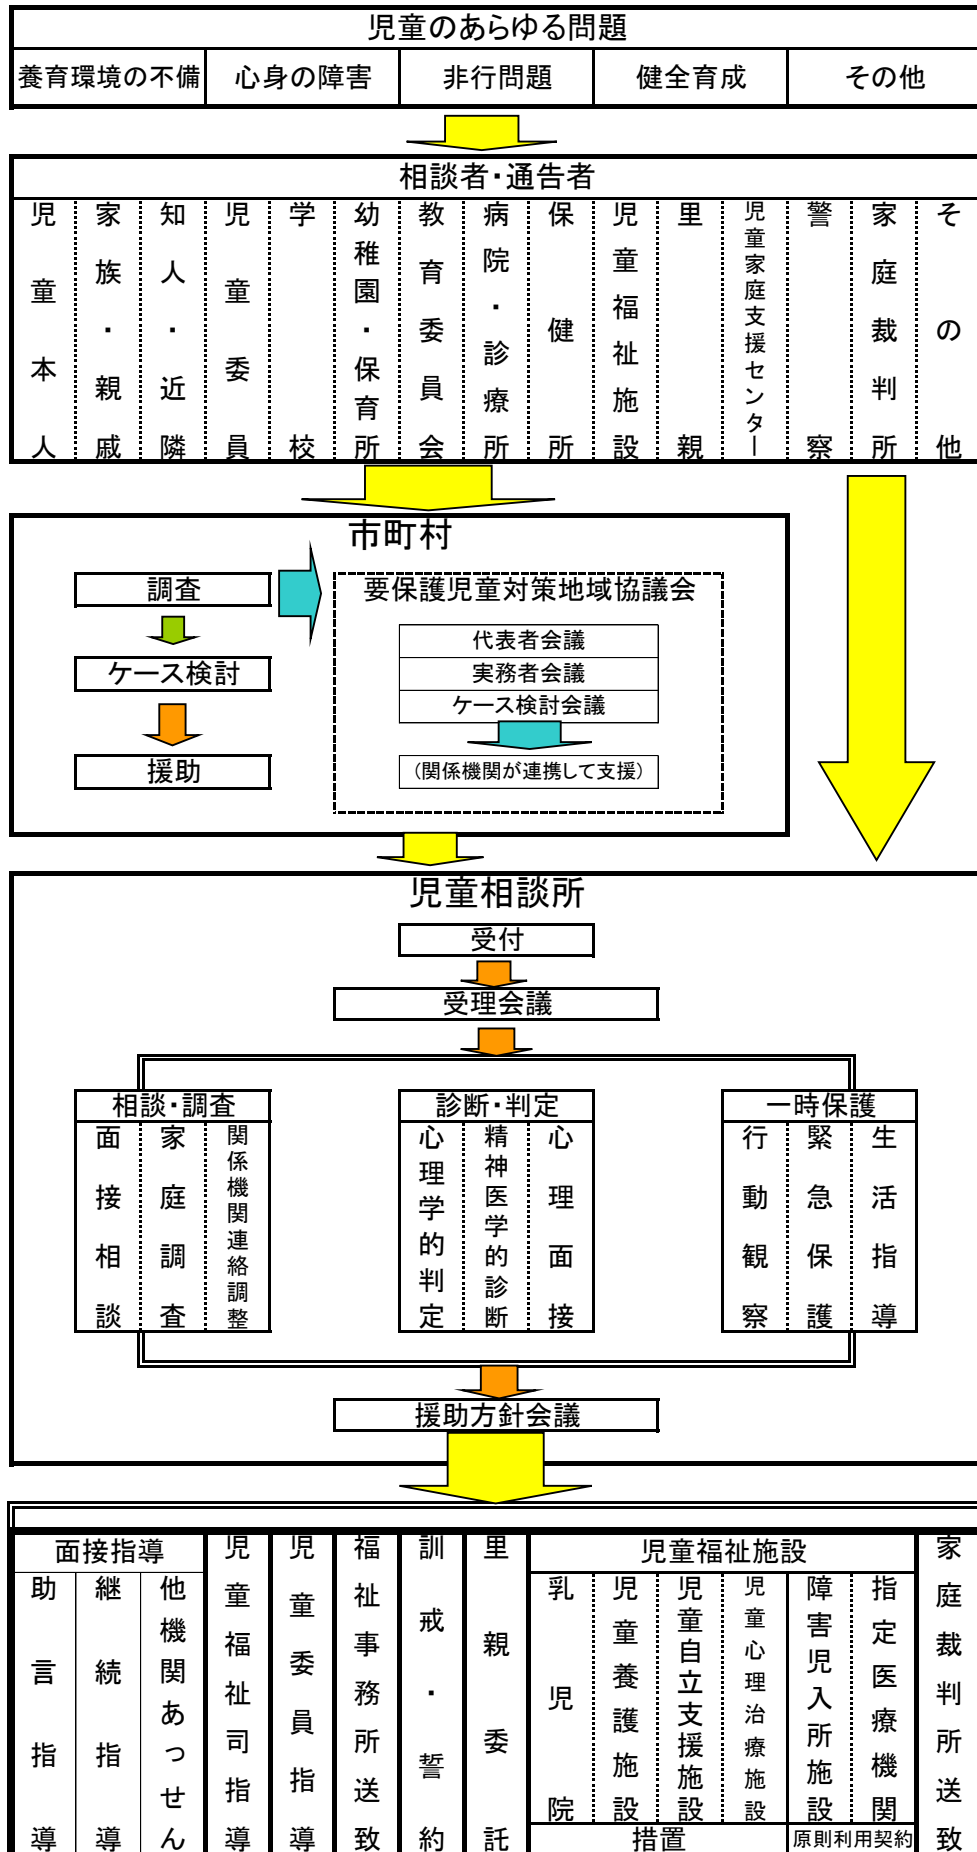 児童のあらゆる問題
養育環境の不備
心身の障害
非行問題
健全育成
その他
相談者・通告者
児童本人
家族・親戚
知人・近隣
児童委員
学校
幼稚園・保育所
教育委員会
病院・診療所
保健所
児童福祉施設
里親
児童家庭支援センター
警察
家庭裁判所
その他
市町村
調査
ケース検討
援助
要保護児童対策地域協議会
代表者会議
実務者会議
ケース検討会議
(関係機関が連携して支援)
児童相談所
受付
受理会議
相談・調査
面接相談
家庭調査
関係機関連絡調整
診断・判定
心理学的判定
精神医学的診断
心理面接
一時保護
行動観察
緊急保護
生活指導
援助方針会議
面接指導
助言指導
継続指導
他機関あっせん
児童福祉司指導
児童委員指導
福祉事務所送致
訓戒・誓約
里親委託
児童福祉施設
乳児院
児童養護施設
児童自立支援施設
児童心理治療施設
障害児入所施設
指定医療機関
措置
原則利用契約
家庭裁判所送致